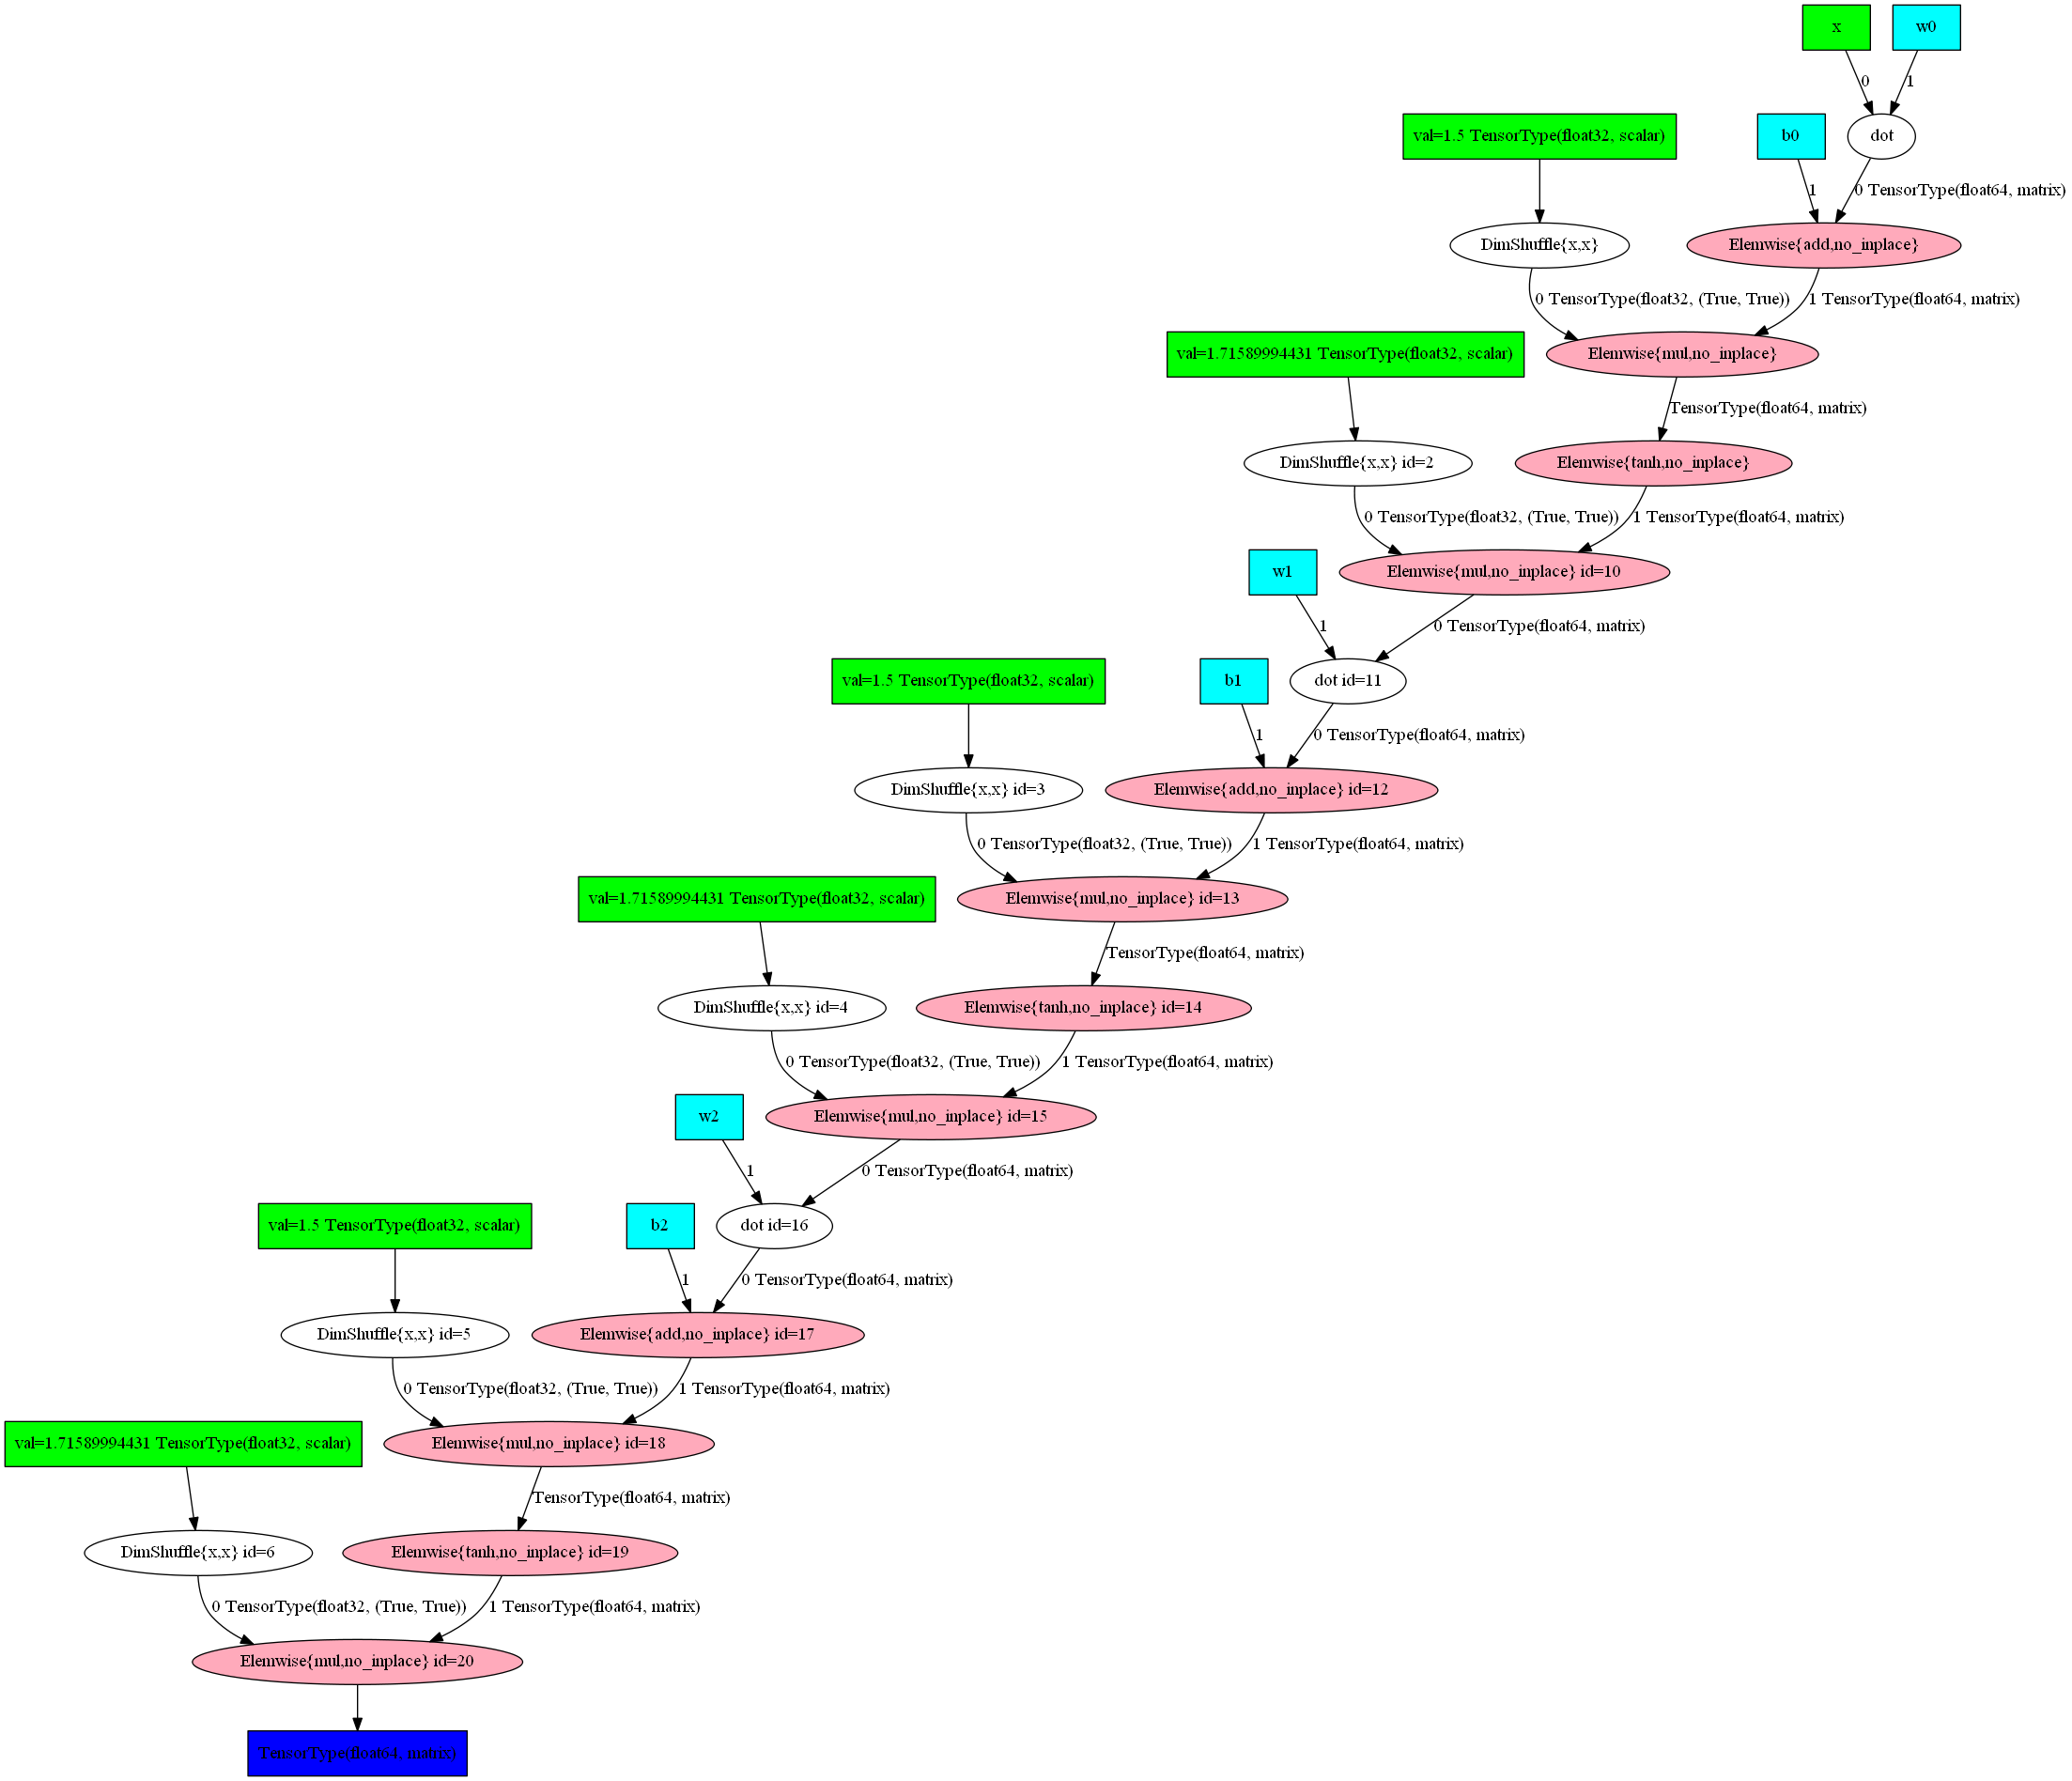 x
w0
0
1
val=1.5 TensorType(float32, scalar)
b0
dot
1
0 TensorType(float64, matrix)
DimShuffle{x,x}
Elemwise{add,no_inplace}
0 TensorType(float32, (True, True))
1 TensorType(float64, matrix)
val=1.71589994431 TensorType(float32, scalar)
Elemwise{mul,no_inplace}
TensorType(float64, matrix)
DimShuffle{x,x} id=2
Elemwise{tanh,no_inplace}
0 TensorType(float32, (True, True))
1 TensorType(float64, matrix)
w1
Elemwise{mul,no_inplace} id=10
1
0 TensorType(float64, matrix)
val=1.5 TensorType(float32, scalar)
b1
dot id=11
1
0 TensorType(float64, matrix)
DimShuffle{x,x} id=3
Elemwise{add,no_inplace} id=12
0 TensorType(float32, (True, True))
1 TensorType(float64, matrix)
val=1.71589994431 TensorType(float32, scalar)
Elemwise{mul,no_inplace} id=13
TensorType(float64, matrix)
DimShuffle{x,x} id=4
Elemwise{tanh,no_inplace} id=14
0 TensorType(float32, (True, True))
1 TensorType(float64, matrix)
w2
Elemwise{mul,no_inplace} id=15
1
0 TensorType(float64, matrix)
val=1.5 TensorType(float32, scalar)
b2
dot id=16
1
0 TensorType(float64, matrix)
DimShuffle{x,x} id=5
Elemwise{add,no_inplace} id=17
0 TensorType(float32, (True, True))
1 TensorType(float64, matrix)
val=1.71589994431 TensorType(float32, scalar)
Elemwise{mul,no_inplace} id=18
TensorType(float64, matrix)
DimShuffle{x,x} id=6
Elemwise{tanh,no_inplace} id=19
0 TensorType(float32, (True, True))
1 TensorType(float64, matrix)
Elemwise{mul,no_inplace} id=20
TensorType(float64, matrix)